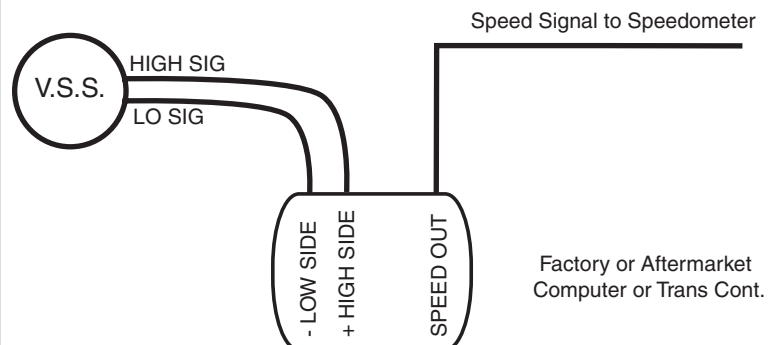 Speed Signal to Speedometer
HIGH SIG
V.S.S.
LO SIG
- LOW SIDE
+ HIGH SIDE
SPEED OUT
Factory or Aftermarket
Computer or Trans Cont.